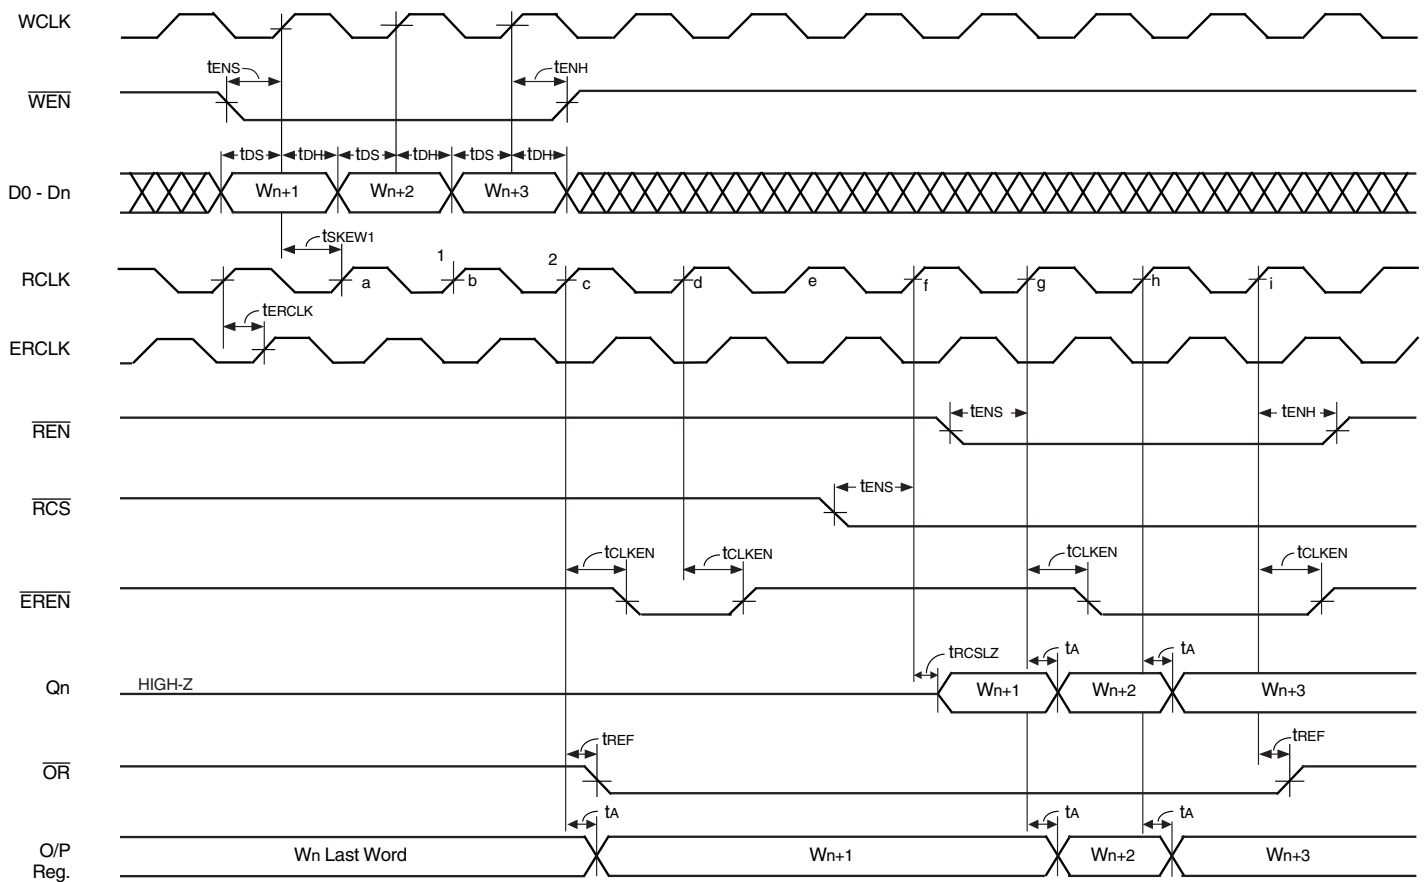 WCLK
tENS
tENH
WEN
tDS tDH tDS tDH tDS tDH
D0 - Dn
Wn+1 Wn+2 Wn+3
tSKEW1
1 2
RCLK
a b c d e f g h i
tERCLK
ERCLK
REN
tENS
tENH
RCS
tENS
tCLKEN tCLKEN tCLKEN tCLKEN
EREN
tRCSLZ tA tA
Qn
HIGH-Z
Wn+1 Wn+2 Wn+3
tREF
tREF
OR
tA tA tA
O/P
Reg.
Wn Last Word Wn+1 Wn+2 Wn+3